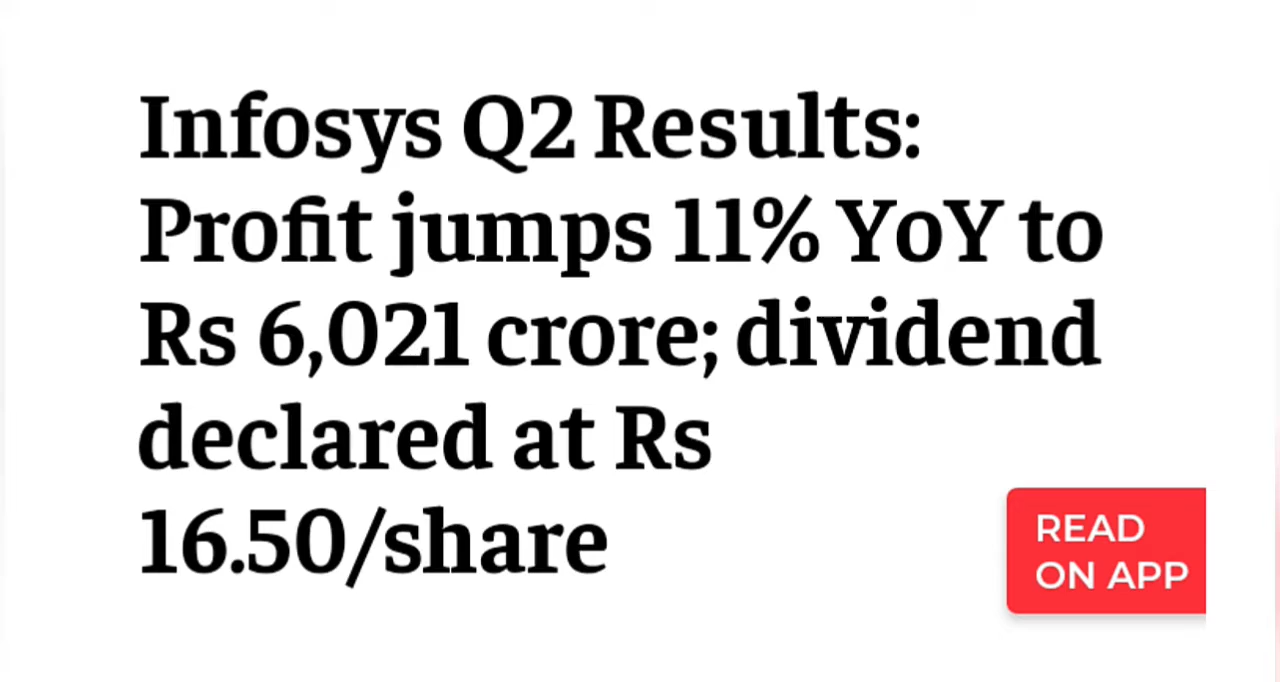 Infosys Q2 Results:
Profit jumps 11% YoY to
Rs 6,021 crore; dividend
declared at Rs
16.50/share
READ
ON APP